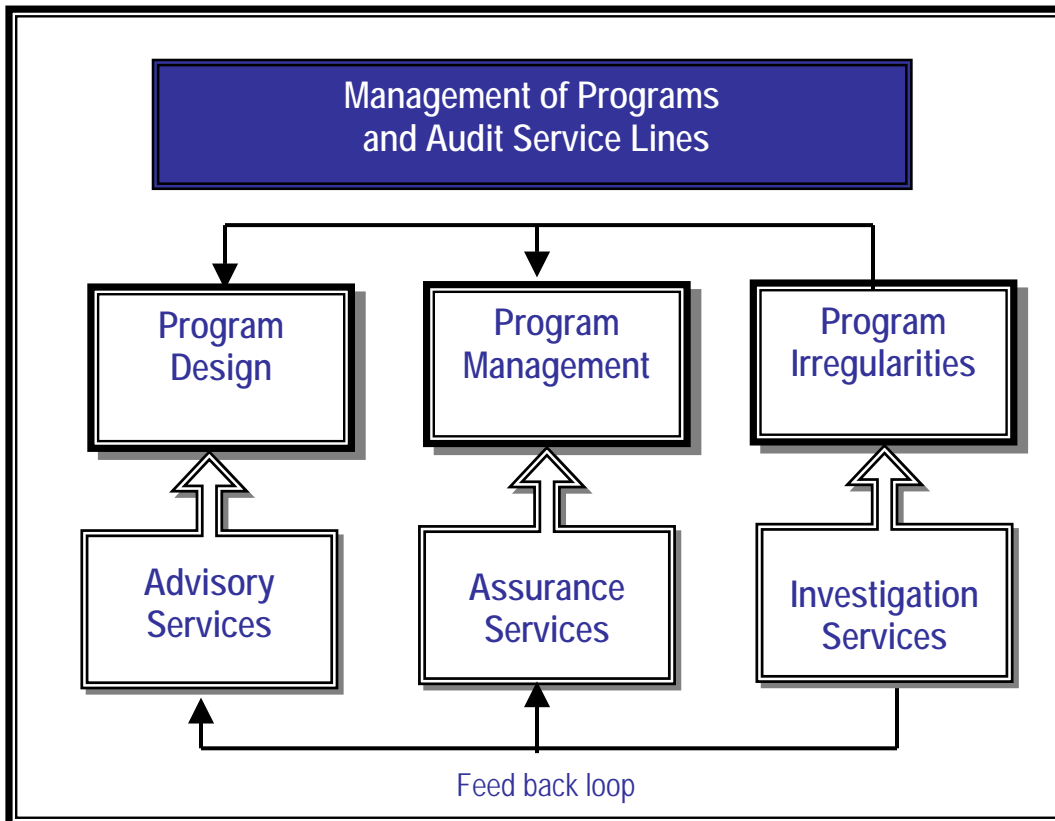 Management of Programs
and Audit Service Lines
Program
Design
Program
Management
Program
Irregularities
Advisory
Services
Assurance
Services
Investigation
Services
Feed back loop